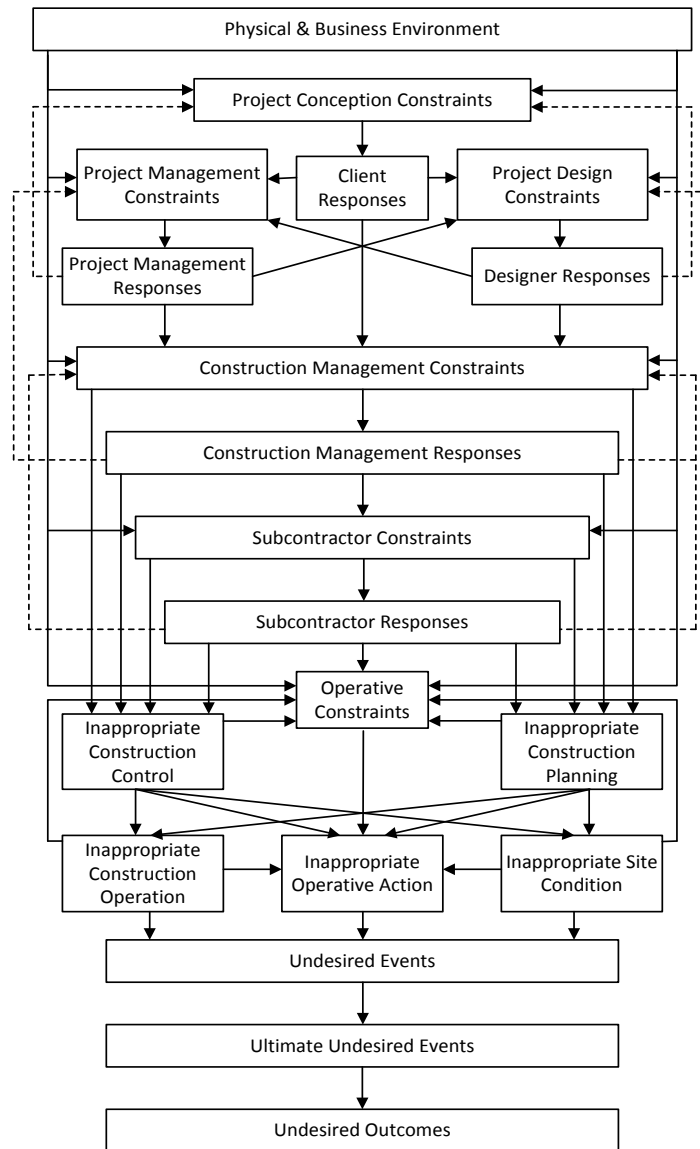 Physical & Business Environment
Project Conception Constraints
Project Management
Constraints
Client
Responses
Project Design
Constraints
Project Management
Responses
Designer Responses
Construction Management Constraints
Construction Management Responses
Subcontractor Constraints
Subcontractor Responses
Operative
Constraints
Inappropriate
Construction
Control
Inappropriate
Construction
Planning
Inappropriate
Construction
Operation
Inappropriate
Operative Action
Inappropriate Site
Condition
Undesired Events
Ultimate Undesired Events
Undesired Outcomes